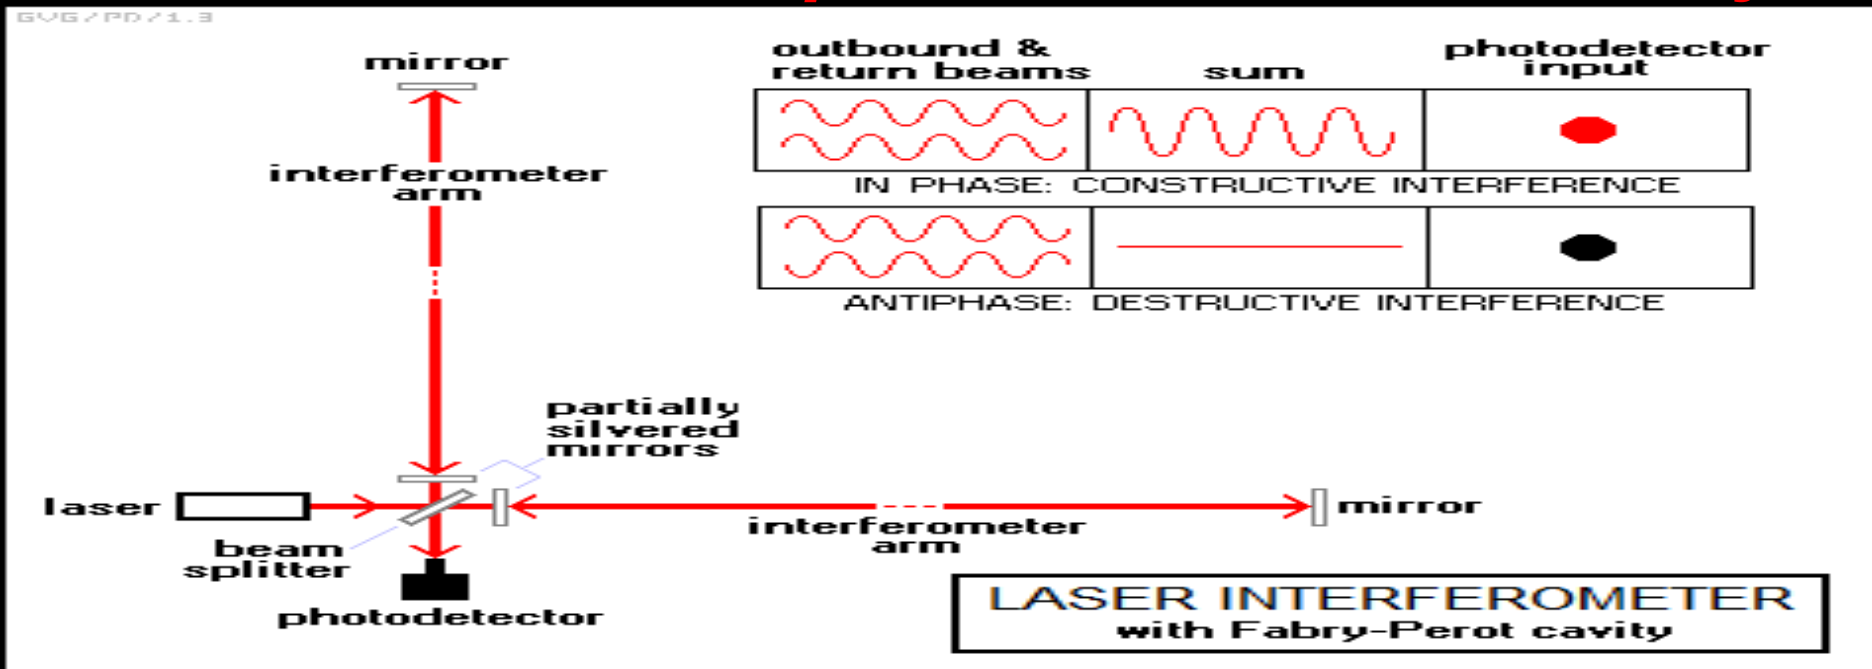 GVG/PD/1.3
mirror
interferometer
arm
outbound &
return beams
sum
photodetector
input
IN PHASE: CONSTRUCTIVE INTERFERENCE
ANTIPHASE: DESTRUCTIVE INTERFERENCE
partially
silvered
mirrors
laser
beam
splitter
photodetector
interferometer
arm
mirror
LASER INTERFEROMETER
with Fabry-Perot cavity